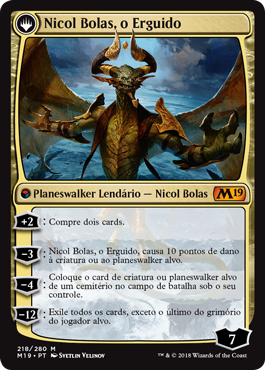 Nicol Bolas, o Erguido
Planeswalker Lendário — Nicol Bolas
M19
+2: Compre dois cards.
−3: Nicol Bolas, o Erguido, causa 10 pontos de dano
à criatura ou ao planeswalker alvo.
−4: Coloque o card de criatura ou planeswalker alvo
de um cemitério no campo de batalha sob o seu
controle.
−12: Exile todos os cards, exceto o último do grimório
do jogador alvo.
7
218/280 M
M19 • PT SVETLIN VELINOV
™ & © 2018 Wizards of the Coast